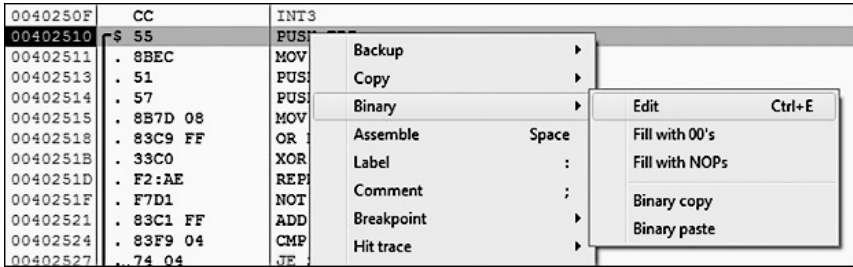 0040250F CC INT3
00402510 $ 55 PUSH
00402511 . 8BEC MOV
00402513 . 51 PUSH
00402514 . 57 PUSH
00402515 . 8B7D 08 MOV
00402518 . 83C9 FF OR
0040251B . 33C0 XOR
0040251D . F2:AE REPI
0040251F . F7D1 NOT
00402521 . 83C1 FF ADD
00402524 . 83F9 04 CMP
00402527 . 74 04 JE
Backup
Copy
Binary
Assemble Space
Label :
Comment ;
Breakpoint
Hit trace
Edit Ctrl+E
Fill with 00's
Fill with NOPs
Binary copy
Binary paste